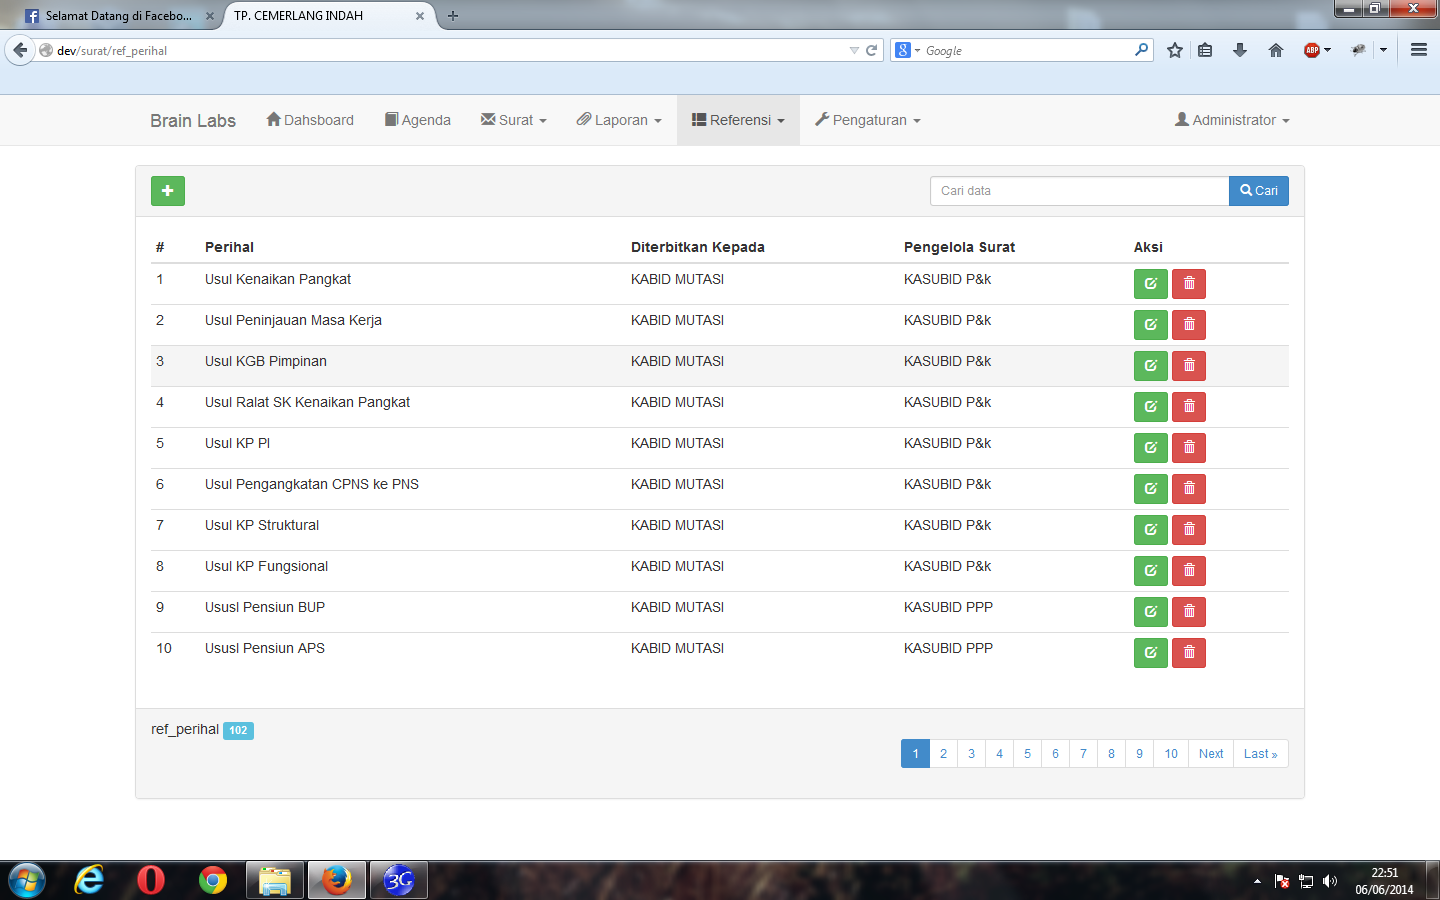 Selamat Datang di Facebo...
TP. CEMERLANG INDAH
dev/surat/ref_perihal
Google
ABP
Brain Labs
Dahsboard
Agenda
Surat
Laporan
Referensi
Pengaturan
Administrator
Cari data
Cari
# Perihal Diterbitkan Kepada Pengelola Surat Aksi
1 Usul Kenaikan Pangkat KABID MUTASI KASUBID P&k
2 Usul Peninjauan Masa Kerja KABID MUTASI KASUBID P&k
3 Usul KGB Pimpinan KABID MUTASI KASUBID P&k
4 Usul Ralat SK Kenaikan Pangkat KABID MUTASI KASUBID P&k
5 Usul KP PI KABID MUTASI KASUBID P&k
6 Usul Pengangkatan CPNS ke PNS KABID MUTASI KASUBID P&k
7 Usul KP Struktural KABID MUTASI KASUBID P&k
8 Usul KP Fungsional KABID MUTASI KASUBID P&k
9 Ususl Pensiun BUP KABID MUTASI KASUBID PPP
10 Ususl Pensiun APS KABID MUTASI KASUBID PPP
ref_perihal 102
1 2 3 4 5 6 7 8 9 10 Next Last »
3G
22:51
06/06/2014